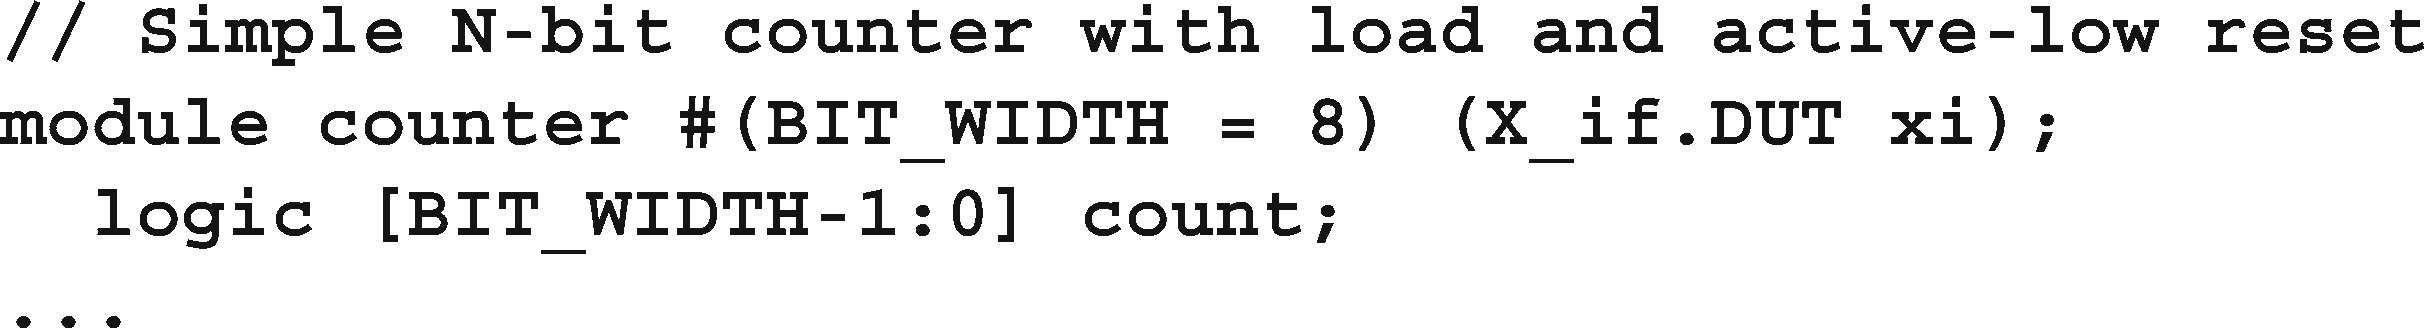 // Simple N-bit counter with load and active-low reset
module counter #(BIT_WIDTH = 8) (X_if.DUT xi);
  logic [BIT_WIDTH-1:0] count;
...